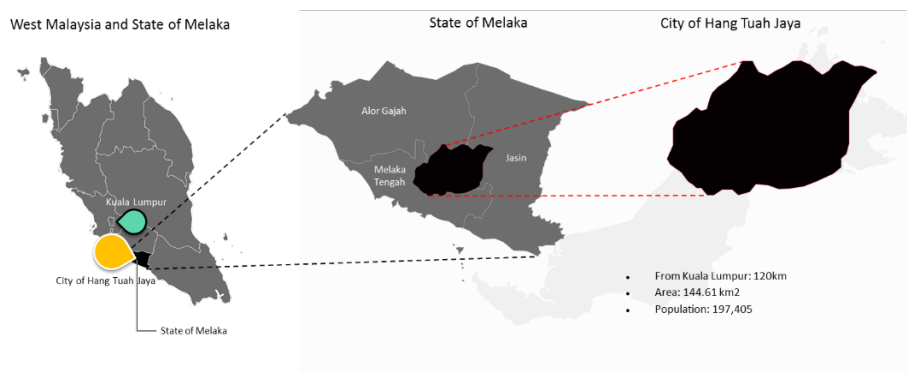 West Malaysia and State of Melaka
State of Melaka
City of Hang Tuah Jaya
Alor Gajah
Jasin
Melaka
Tengah
Kuala Lumpur
City of Hang Tuah Jaya
State of Melaka
• From Kuala Lumpur: 120km
• Area: 144.61 km2
• Population: 197,405